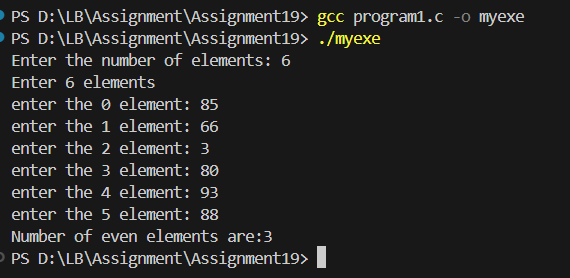 PS D:\LB\Assignment\Assignment19> gcc program1.c -o myexe
PS D:\LB\Assignment\Assignment19> ./myexe
Enter the number of elements: 6
Enter 6 elements
enter the 0 element: 85
enter the 1 element: 66
enter the 2 element: 3
enter the 3 element: 80
enter the 4 element: 93
enter the 5 element: 88
Number of even elements are:3
PS D:\LB\Assignment\Assignment19>